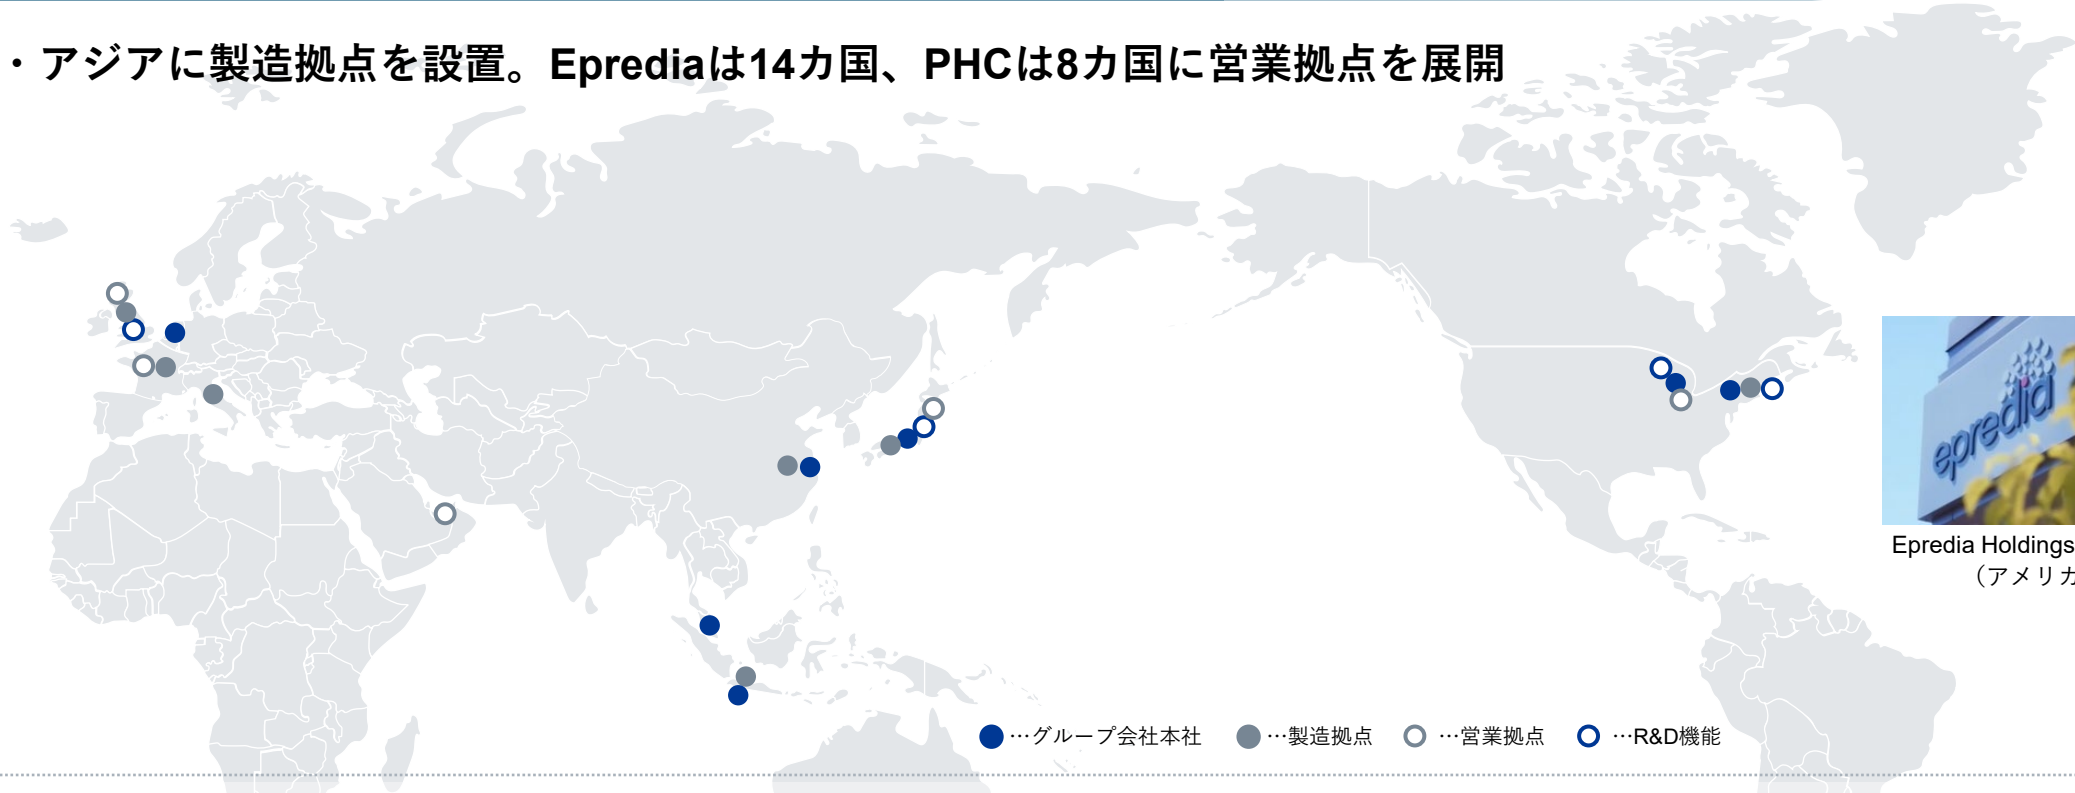 ・アジアに製造拠点を設置。Eprediaは14カ国、PHCは8カ国に営業拠点を展開
epredia
Epredia Holdings
（アメリカ
…グループ会社本社 …製造拠点 …営業拠点 …R&D機能